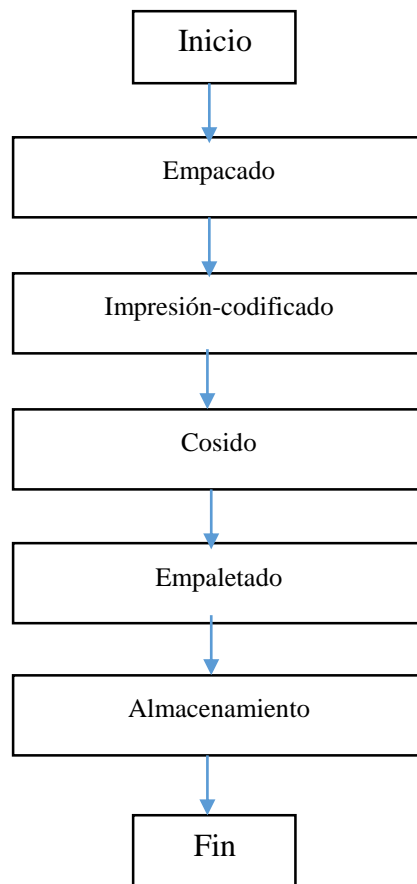 Inicio
Empacado
Impresión-codificado
Cosido
Empaletado
Almacenamiento
Fin